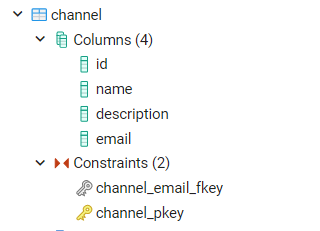 channel
Columns (4)
id
name
description
email
Constraints (2)
channel_email_fkey
channel_pkey